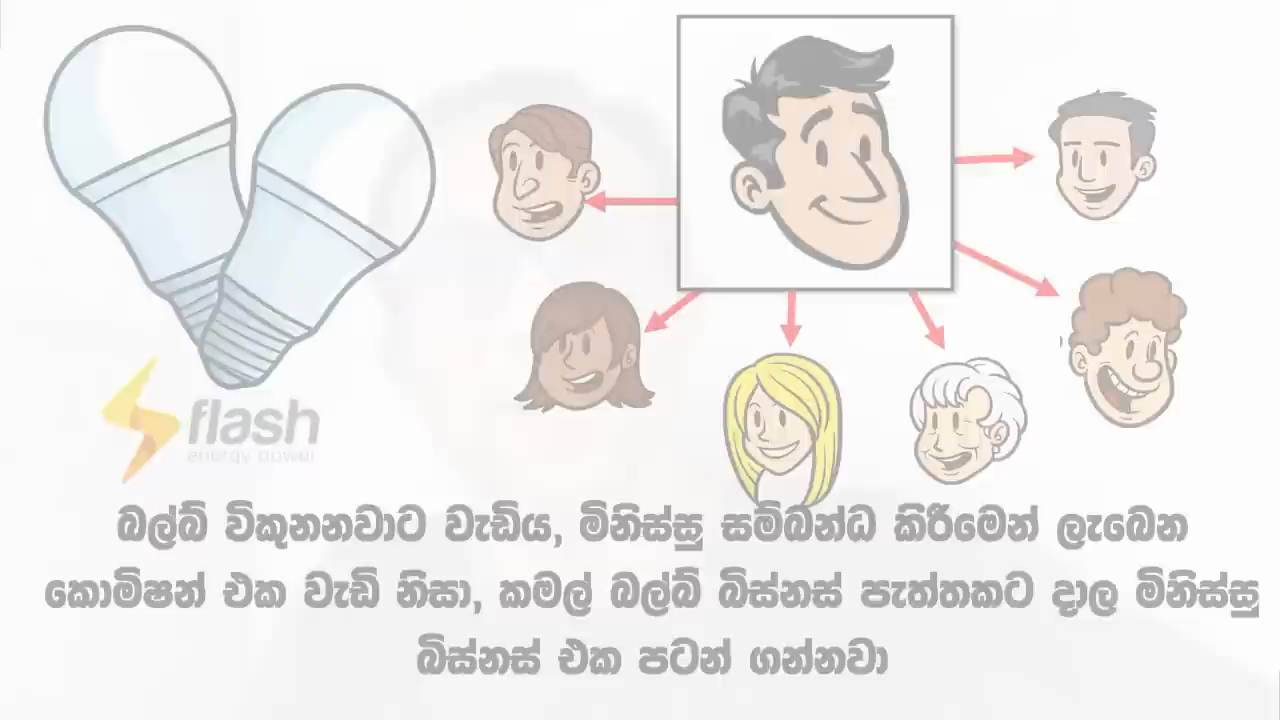 flash
energy power
බල්බ් විකුනනවාට වැඩිය, මිනිස්සු සම්බන්ධ කිරීමෙන් ලැබෙන
කොමිෂන් එක වැඩි නිසා, කමල් බල්බ් බිස්නස් පැත්තකට දාල මිනිස්සු
බිස්නස් එක පටන් ගන්නවා